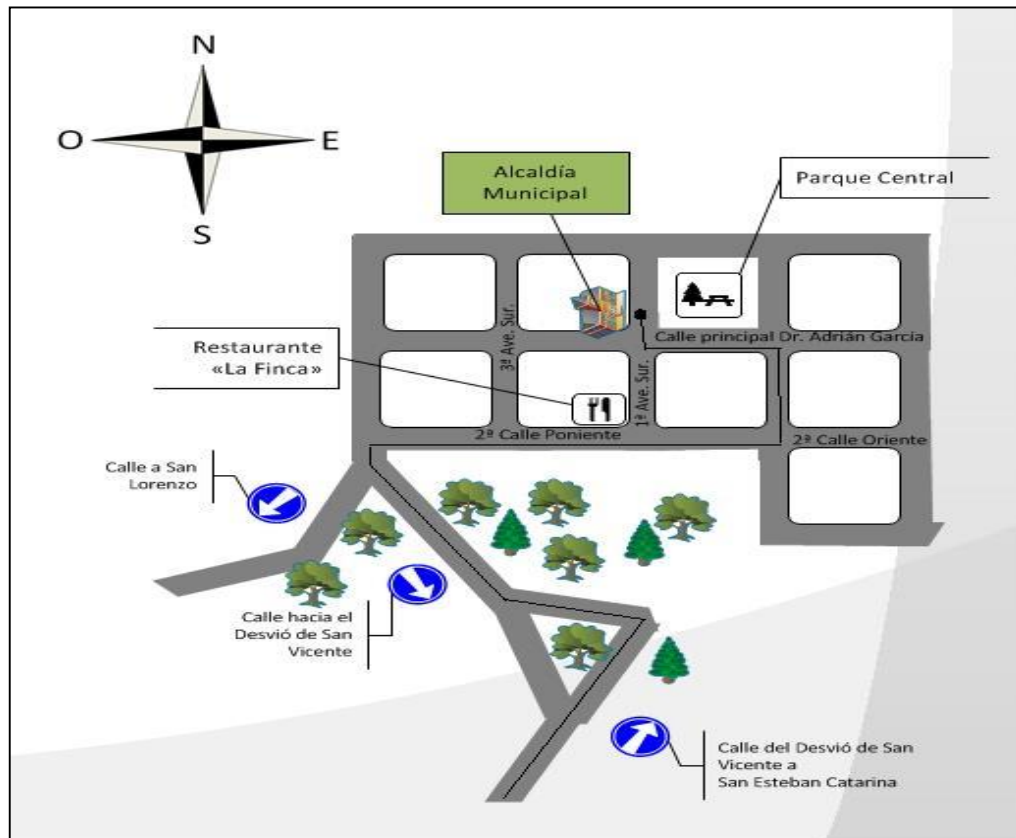 N
O
E
S
Alcaldía
Municipal
Parque Central
3ª Ave. Sur.
Calle principal Dr. Adrián García
Restaurante
«La Finca»
1ª Ave. Sur.
2ª Calle Poniente
2ª Calle Oriente
Calle a San
Lorenzo
Calle hacia el
Desvió de San
Vicente
Calle del Desvió de San
Vicente a
San Esteban Catarina